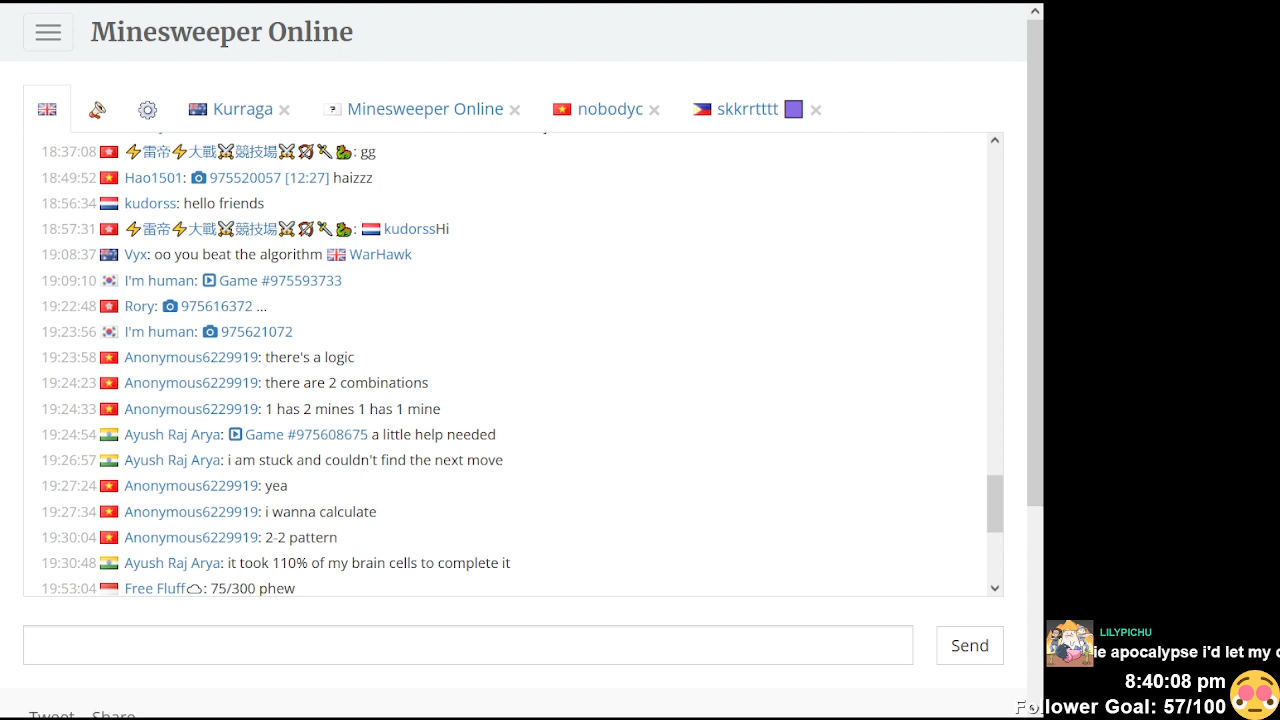 Minesweeper Online
Kurraga × Minesweeper Online × nobodyc × skkrrtttt ×
18:37:08 ⚡雷帝⚡大戰⚔競技場⚔🏹🗡🐉: gg
18:49:52 Hao1501: 975520057 [12:27] haizzz
18:56:34 kudorss: hello friends
18:57:31 ⚡雷帝⚡大戰⚔競技場⚔🏹🗡🐉: kudorssHi
19:08:37 Vyx: oo you beat the algorithm WarHawk
19:09:10 I'm human: Game #975593733
19:22:48 Rory: 975616372 ...
19:23:56 I'm human: 975621072
19:23:58 Anonymous6229919: there's a logic
19:24:23 Anonymous6229919: there are 2 combinations
19:24:33 Anonymous6229919: 1 has 2 mines 1 has 1 mine
19:24:54 Ayush Raj Arya: Game #975608675 a little help needed
19:26:57 Ayush Raj Arya: i am stuck and couldn't find the next move
19:27:24 Anonymous6229919: yea
19:27:34 Anonymous6229919: i wanna calculate
19:30:04 Anonymous6229919: 2-2 pattern
19:30:48 Ayush Raj Arya: it took 110% of my brain cells to complete it
19:53:04 Free Fluff: 75/300 phew
Send
Tweet Share
LILYPICHU
ie apocalypse i'd let my
8:40:08 pm
Follower Goal: 57/100